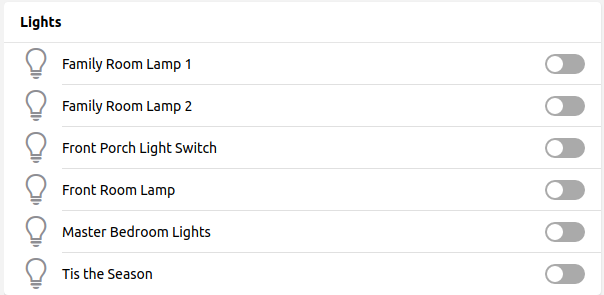 Lights
Family Room Lamp 1
Family Room Lamp 2
Front Porch Light Switch
Front Room Lamp
Master Bedroom Lights
Tis the Season